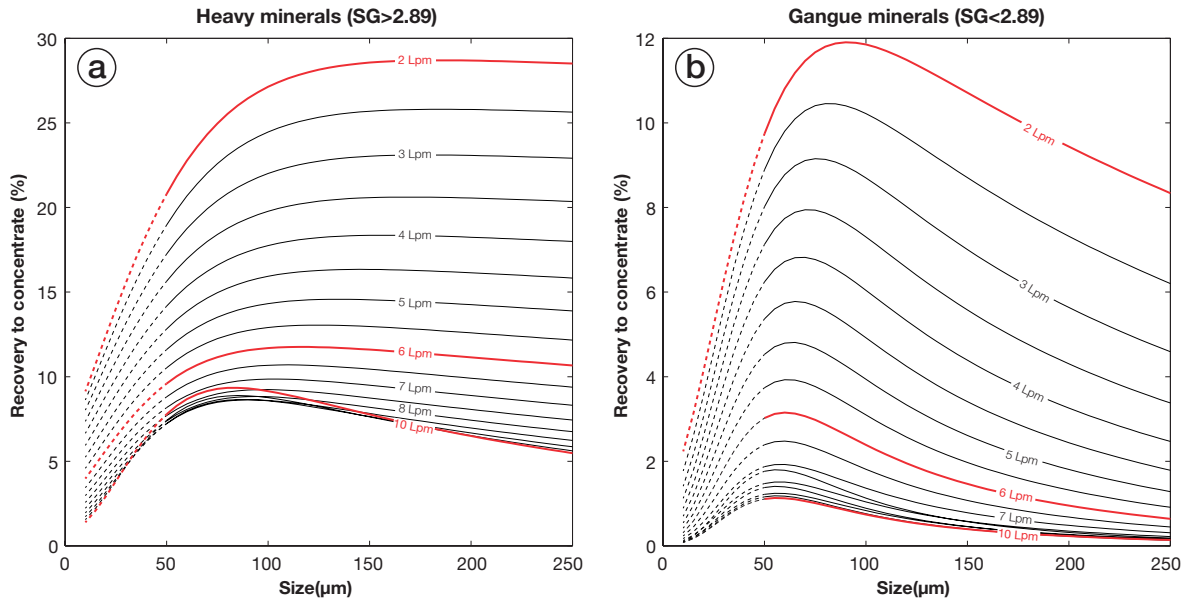 Heavy minerals (SG>2.89)
a
30
25
20
15
10
5
0
Recovery to concentrate (%)
2 Lpm
3 Lpm
4 Lpm
5 Lpm
6 Lpm
7 Lpm
8 Lpm
10 Lpm
0 50 100 150 200 250
Size(µm)
Gangue minerals (SG<2.89)
b
12
10
8
6
4
2
0
Recovery to concentrate (%)
2 Lpm
3 Lpm
4 Lpm
5 Lpm
6 Lpm
7 Lpm
10 Lpm
0 50 100 150 200 250
Size(µm)